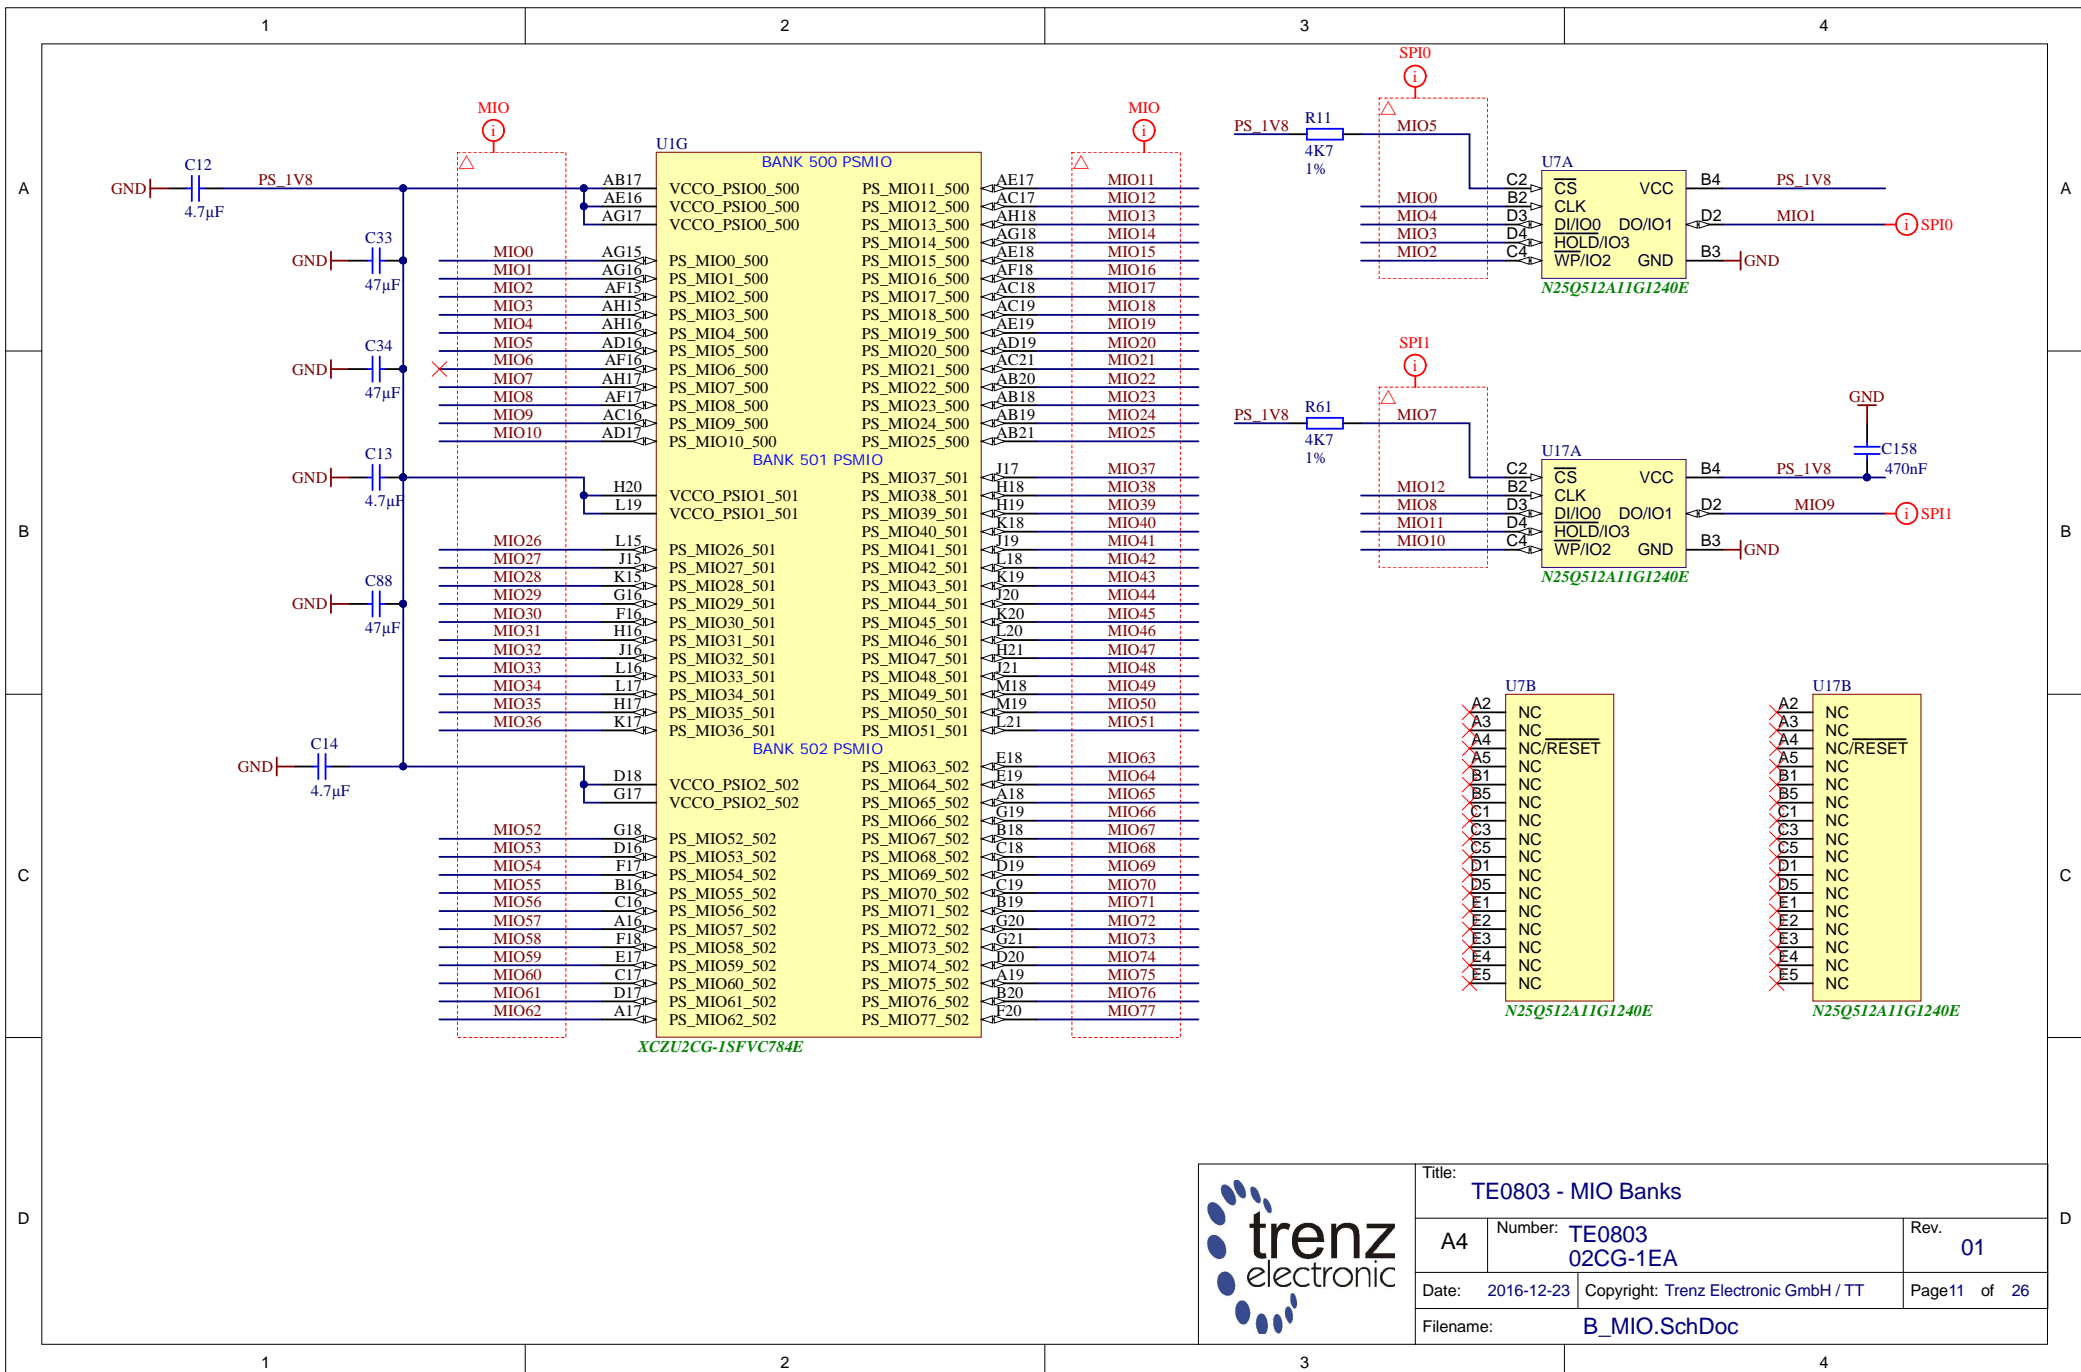 1 2 3 4
A
B
C
D
A
B
C
D
MIO
i
MIO
i
U1G
BANK 500 PSMIO
C12
GND
4.7µF
PS_1V8
C33
GND
47µF
C34
GND
47µF
C13
GND
4.7µF
C88
GND
47µF
C14
GND
4.7µF
AB17 VCCO_PSIO0_500
AE16 VCCO_PSIO0_500
AG17 VCCO_PSIO0_500
MIO0 AG15 PS_MIO0_500
MIO1 AG16 PS_MIO1_500
MIO2 AF15 PS_MIO2_500
MIO3 AH15 PS_MIO3_500
MIO4 AH16 PS_MIO4_500
MIO5 AD16 PS_MIO5_500
MIO6 AF16 PS_MIO6_500
MIO7 AH17 PS_MIO7_500
MIO8 AF17 PS_MIO8_500
MIO9 AC16 PS_MIO9_500
MIO10 AD17 PS_MIO10_500
PS_MIO11_500 AE17 MIO11
PS_MIO12_500 AC17 MIO12
PS_MIO13_500 AH18 MIO13
PS_MIO14_500 AG18 MIO14
PS_MIO15_500 AE18 MIO15
PS_MIO16_500 AF18 MIO16
PS_MIO17_500 AC18 MIO17
PS_MIO18_500 AC19 MIO18
PS_MIO19_500 AE19 MIO19
PS_MIO20_500 AD19 MIO20
PS_MIO21_500 AC21 MIO21
PS_MIO22_500 AB20 MIO22
PS_MIO23_500 AB18 MIO23
PS_MIO24_500 AB19 MIO24
PS_MIO25_500 AB21 MIO25
BANK 501 PSMIO
H20 VCCO_PSIO1_501
L19 VCCO_PSIO1_501
MIO26 L15 PS_MIO26_501
MIO27 J15 PS_MIO27_501
MIO28 K15 PS_MIO28_501
MIO29 G16 PS_MIO29_501
MIO30 F16 PS_MIO30_501
MIO31 H16 PS_MIO31_501
MIO32 J16 PS_MIO32_501
MIO33 L16 PS_MIO33_501
MIO34 L17 PS_MIO34_501
MIO35 H17 PS_MIO35_501
MIO36 K17 PS_MIO36_501
PS_MIO37_501 J17 MIO37
PS_MIO38_501 H18 MIO38
PS_MIO39_501 H19 MIO39
PS_MIO40_501 K18 MIO40
PS_MIO41_501 J19 MIO41
PS_MIO42_501 L18 MIO42
PS_MIO43_501 K19 MIO43
PS_MIO44_501 J20 MIO44
PS_MIO45_501 K20 MIO45
PS_MIO46_501 L20 MIO46
PS_MIO47_501 H21 MIO47
PS_MIO48_501 J21 MIO48
PS_MIO49_501 M18 MIO49
PS_MIO50_501 M19 MIO50
PS_MIO51_501 L21 MIO51
BANK 502 PSMIO
D18 VCCO_PSIO2_502
G17 VCCO_PSIO2_502
MIO52 G18 PS_MIO52_502
MIO53 D16 PS_MIO53_502
MIO54 F17 PS_MIO54_502
MIO55 B16 PS_MIO55_502
MIO56 C16 PS_MIO56_502
MIO57 A16 PS_MIO57_502
MIO58 F18 PS_MIO58_502
MIO59 E17 PS_MIO59_502
MIO60 C17 PS_MIO60_502
MIO61 D17 PS_MIO61_502
MIO62 A17 PS_MIO62_502
PS_MIO63_502 E18 MIO63
PS_MIO64_502 E19 MIO64
PS_MIO65_502 A18 MIO65
PS_MIO66_502 G19 MIO66
PS_MIO67_502 B18 MIO67
PS_MIO68_502 C18 MIO68
PS_MIO69_502 D19 MIO69
PS_MIO70_502 C19 MIO70
PS_MIO71_502 B19 MIO71
PS_MIO72_502 G20 MIO72
PS_MIO73_502 G21 MIO73
PS_MIO74_502 D20 MIO74
PS_MIO75_502 A19 MIO75
PS_MIO76_502 B20 MIO76
PS_MIO77_502 F20 MIO77
XCZU2CG-1SFVC784E
SPI0
i
PS_1V8 R11 MIO5
4K7
1%
U7A
C2 CS VCC B4 PS_1V8
MIO0 B2 CLK
MIO4 D3 DI/IO0 DO/IO1 D2 MIO1 i SPI0
MIO3 D4 HOLD/IO3
MIO2 C4 WP/IO2 GND B3 GND
N25Q512A11G1240E
SPI1
i
PS_1V8 R61 MIO7
4K7
1%
GND
C158
470nF
U17A
C2 CS VCC B4 PS_1V8
MIO12 B2 CLK
MIO8 D3 DI/IO0 DO/IO1 D2 MIO9 i SPI1
MIO11 D4 HOLD/IO3
MIO10 C4 WP/IO2 GND B3 GND
N25Q512A11G1240E
U7B
A2 NC
A3 NC
A4 NC/RESET
A5 NC
B1 NC
B5 NC
C1 NC
C3 NC
C5 NC
D1 NC
D5 NC
E1 NC
E2 NC
E3 NC
E4 NC
E5 NC
N25Q512A11G1240E
U17B
A2 NC
A3 NC
A4 NC/RESET
A5 NC
B1 NC
B5 NC
C1 NC
C3 NC
C5 NC
D1 NC
D5 NC
E1 NC
E2 NC
E3 NC
E4 NC
E5 NC
N25Q512A11G1240E
trenz
electronic
Title:
TE0803 - MIO Banks
A4
Number: TE0803
02CG-1EA
Rev.
01
Date: 2016-12-23 Copyright: Trenz Electronic GmbH / TT Page11 of 26
Filename: B_MIO.SchDoc
1 2 3 4